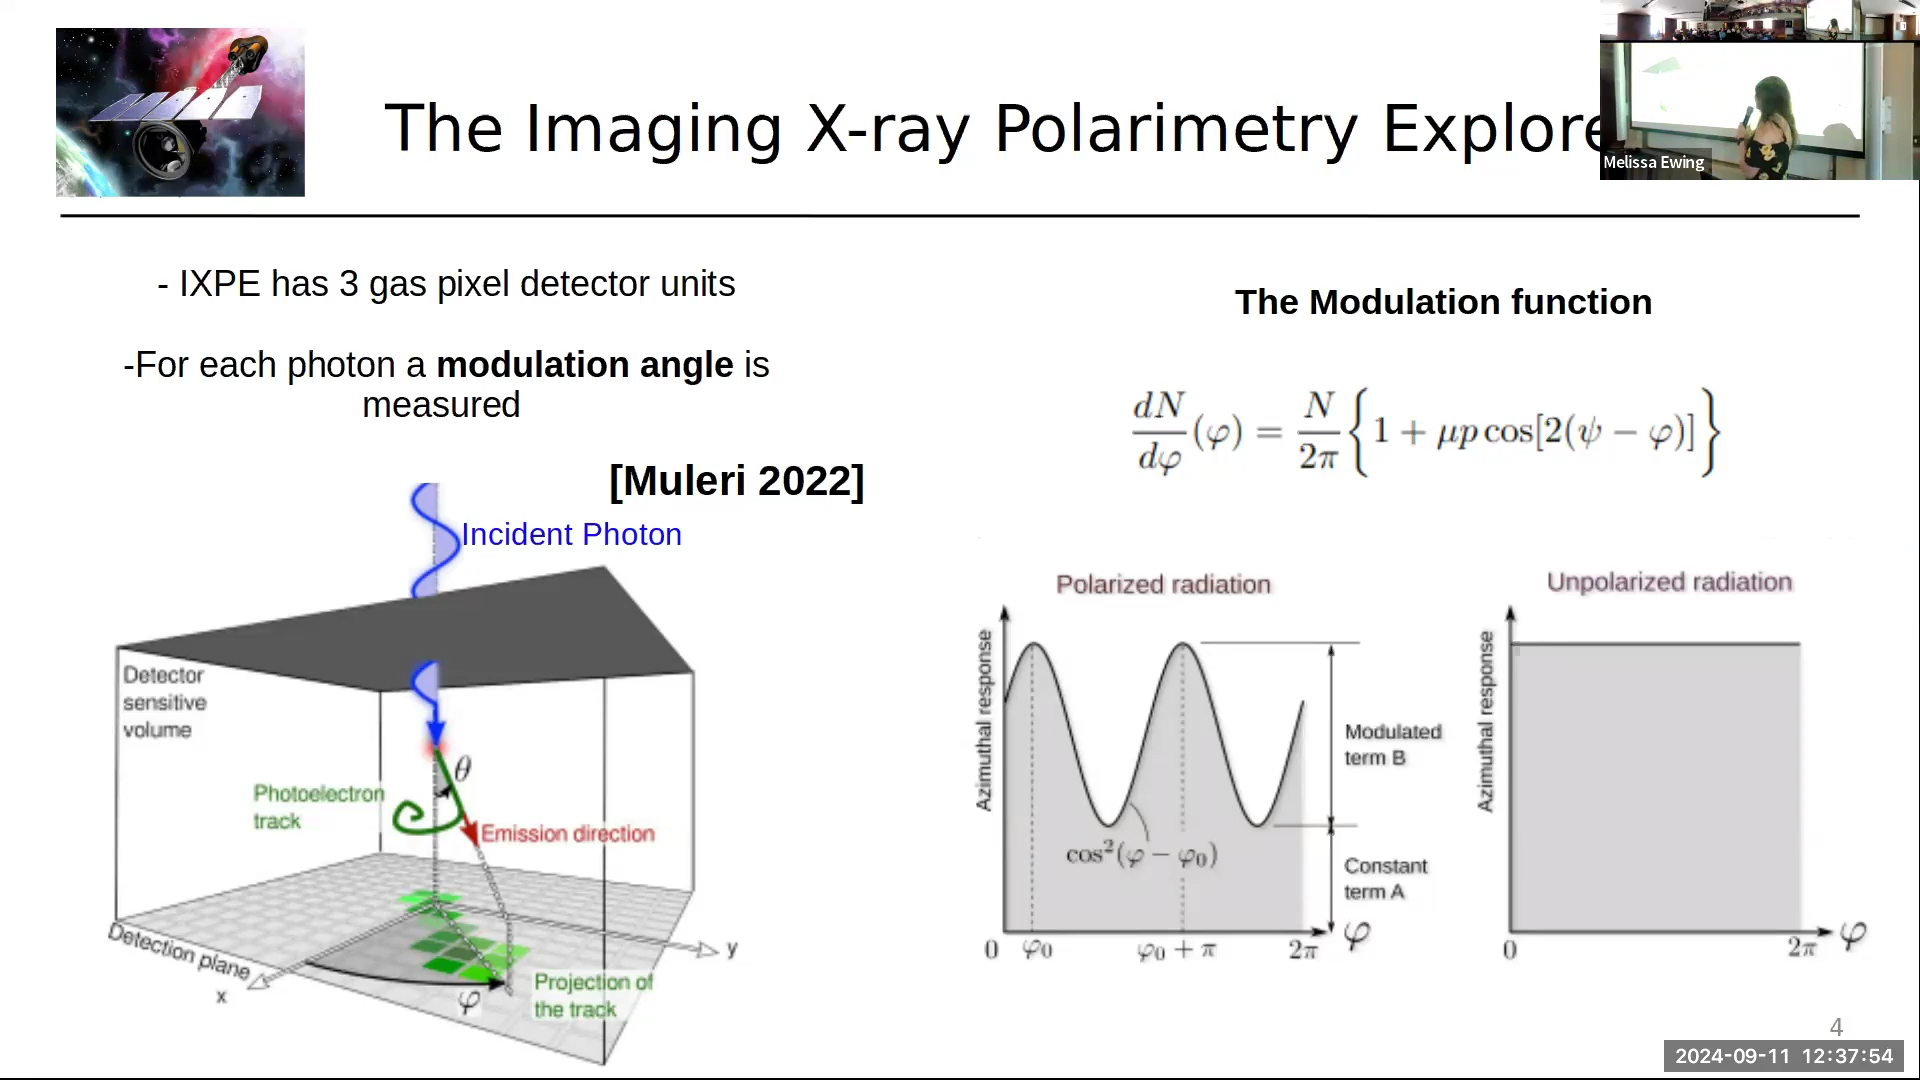 The Imaging X-ray Polarimetry Explore
Melissa Ewing
- IXPE has 3 gas pixel detector units
-For each photon a modulation angle is
measured
[Muleri 2022]
Incident Photon
Detector
sensitive
volume
θ
Photoelectron
track
Emission direction
Detection plane
x
y
φ
Projection of
the track
The Modulation function
dN/dφ (φ) = N/2π {1 + μp cos[2(ψ − φ)]}
Polarized radiation
Azimuthal response
Modulated
term B
cos²(φ − φ₀)
Constant
term A
0 φ₀ φ₀ + π 2π φ
Unpolarized radiation
Azimuthal response
0 2π φ
4
2024-09-11 12:37:54